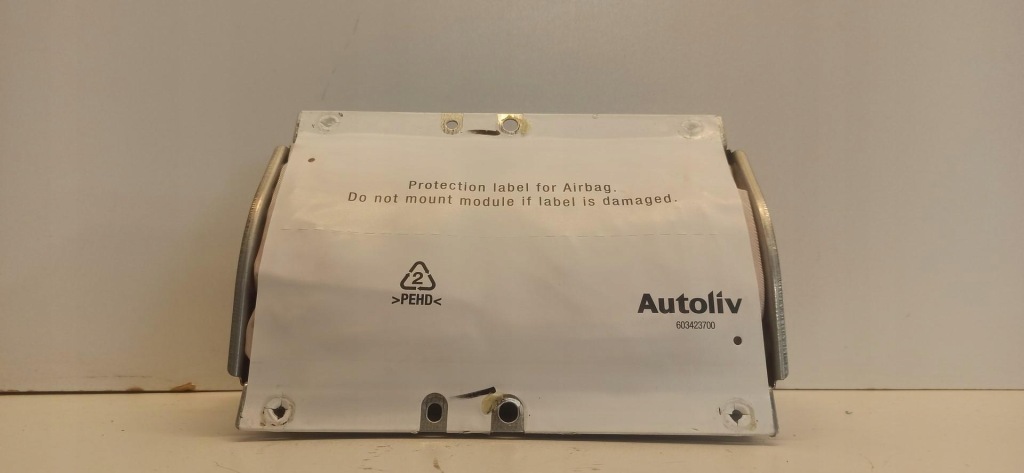 Protection label for Airbag.
Do not mount module if label is damaged.
2
>PEHD<
Autoliv
603423700